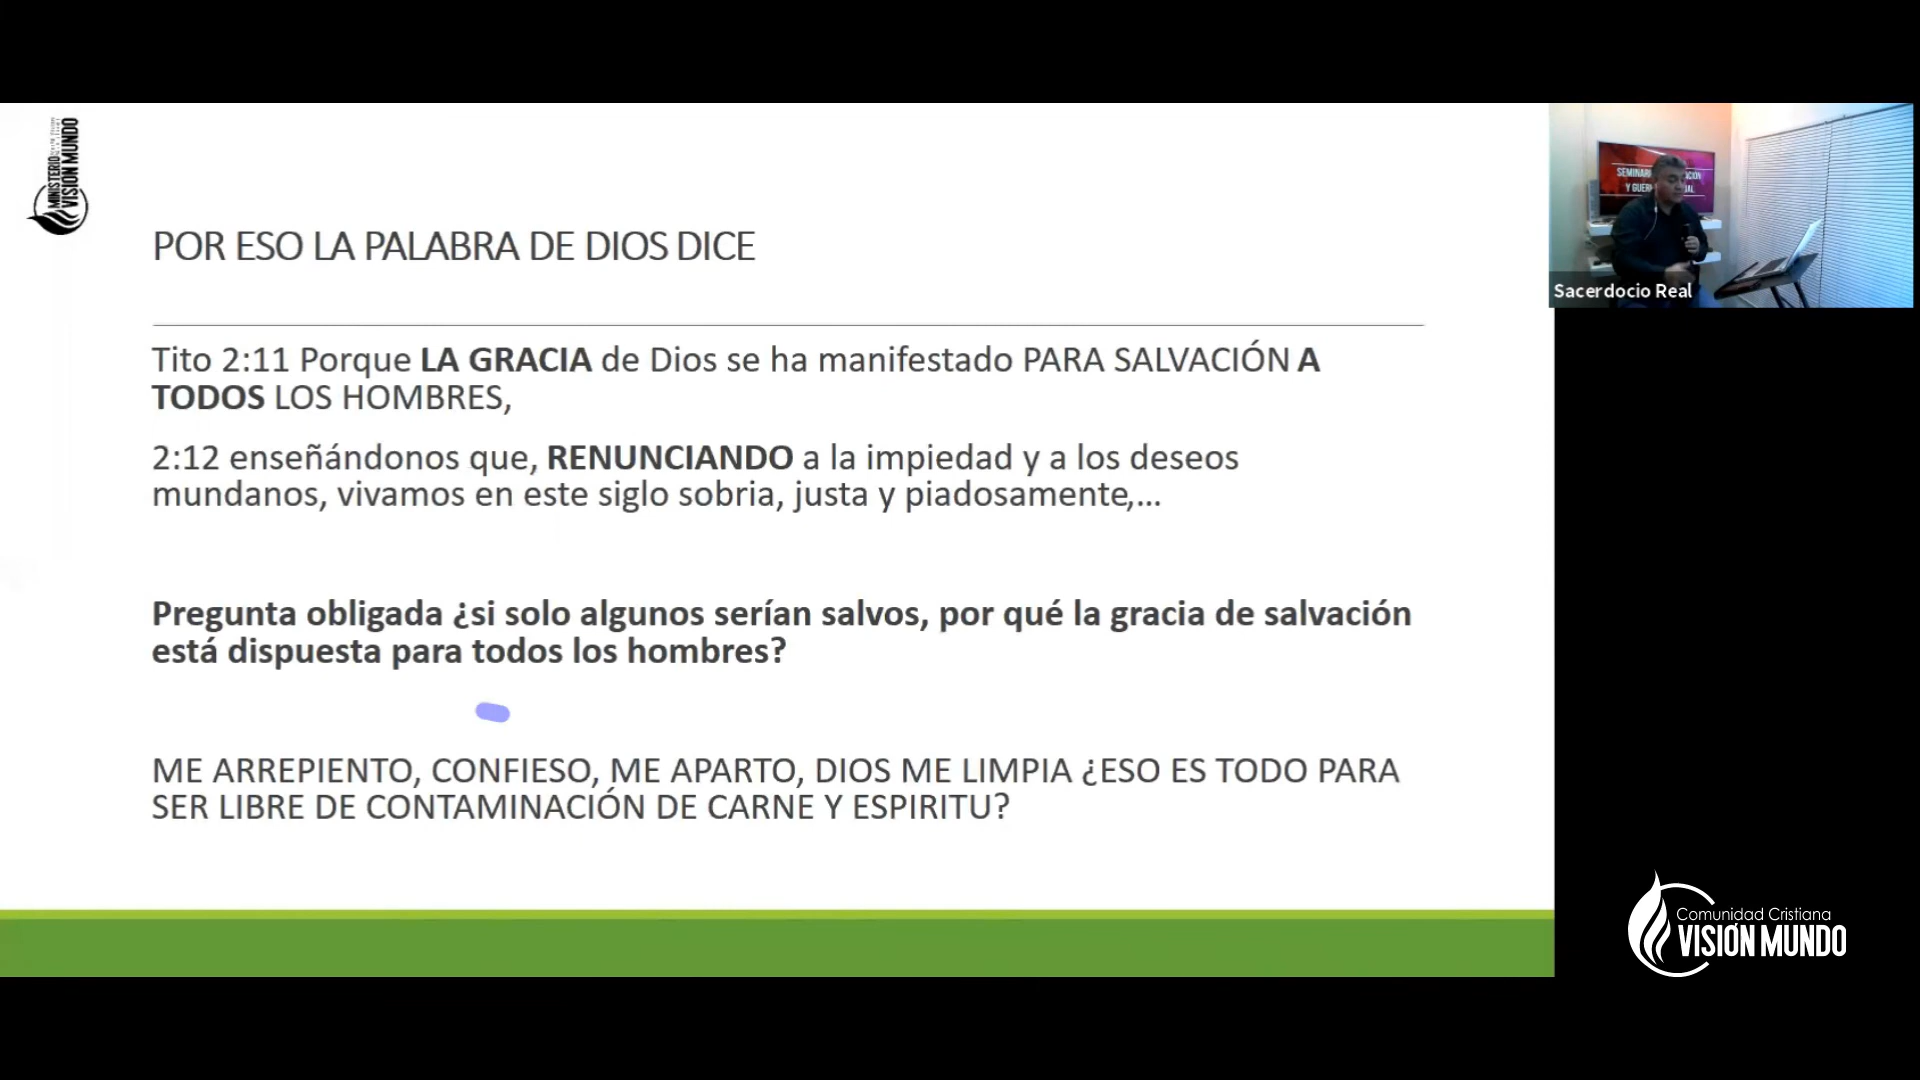 MINISTERIO
VISIÓN MUNDO
POR ESO LA PALABRA DE DIOS DICE
Tito 2:11 Porque LA GRACIA de Dios se ha manifestado PARA SALVACIÓN A
TODOS LOS HOMBRES,
2:12 enseñándonos que, RENUNCIANDO a la impiedad y a los deseos
mundanos, vivamos en este siglo sobria, justa y piadosamente,...
Pregunta obligada ¿si solo algunos serían salvos, por qué la gracia de salvación
está dispuesta para todos los hombres?
ME ARREPIENTO, CONFIESO, ME APARTO, DIOS ME LIMPIA ¿ESO ES TODO PARA
SER LIBRE DE CONTAMINACIÓN DE CARNE Y ESPIRITU?
Sacerdocio Real
Comunidad Cristiana
VISIÓN MUNDO